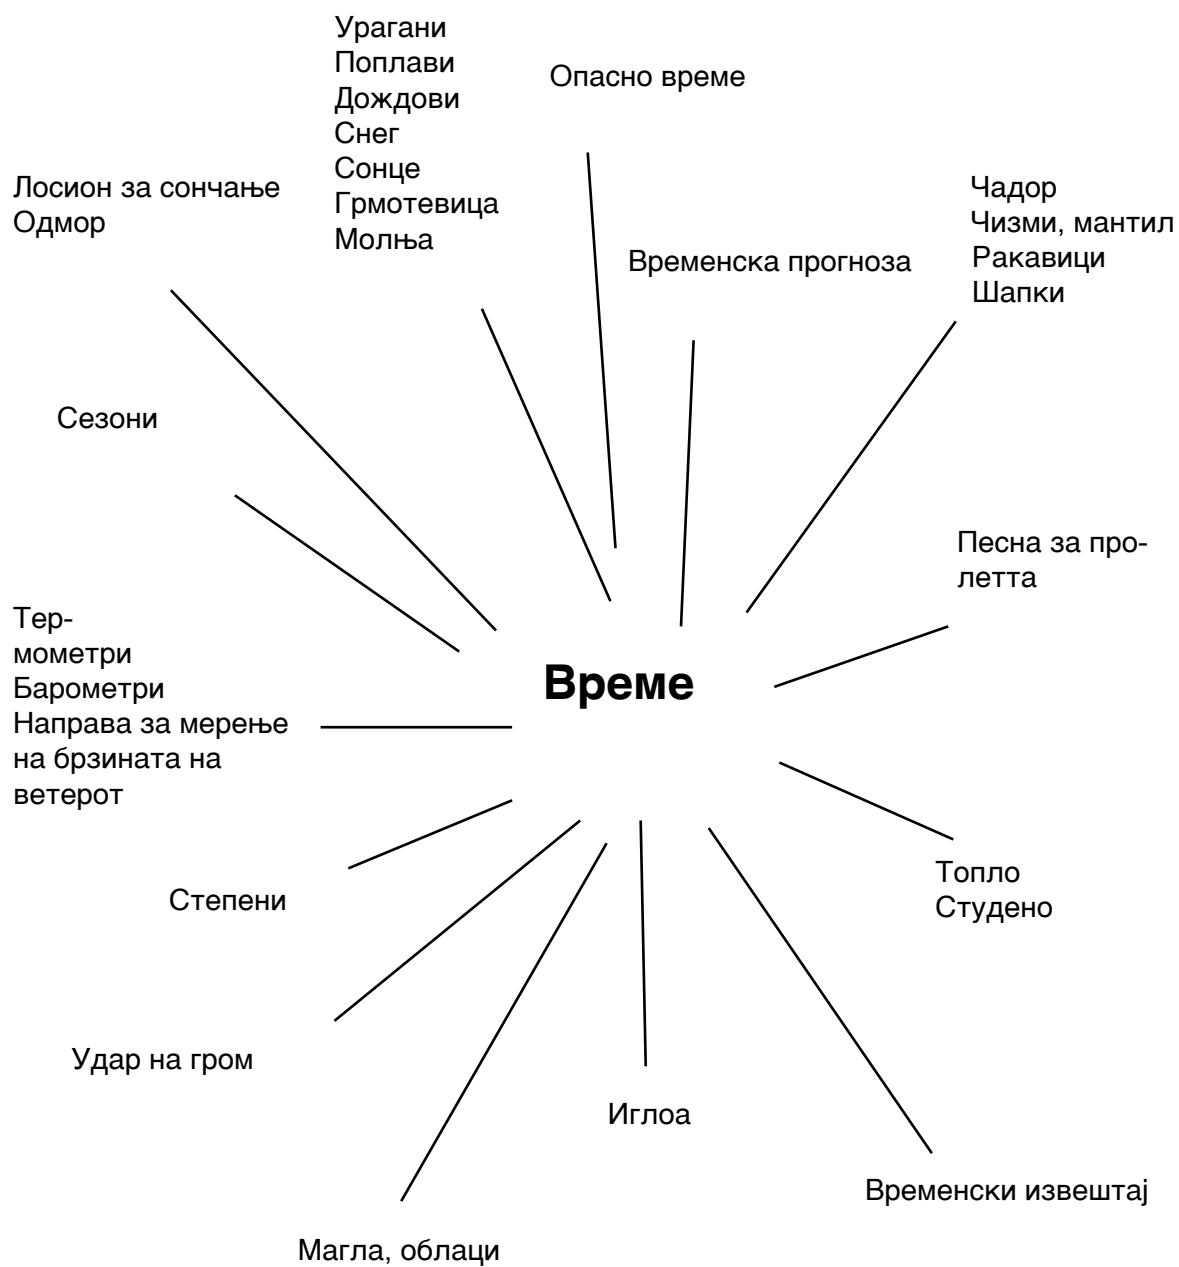 Урагани
Поплави
Дождови
Снег
Сонце
Грмотевица
Молња
Опасно време
Лосион за сончање
Одмор
Чадор
Чизми, мантил
Ракавици
Шапки
Временска прогноза
Сезони
Песна за про-
летта
Тер-
мометри
Барометри
Направа за мерење
на брзината на
ветерот
Време
Степени
Топло
Студено
Удар на гром
Иглоа
Временски извештај
Магла, облаци